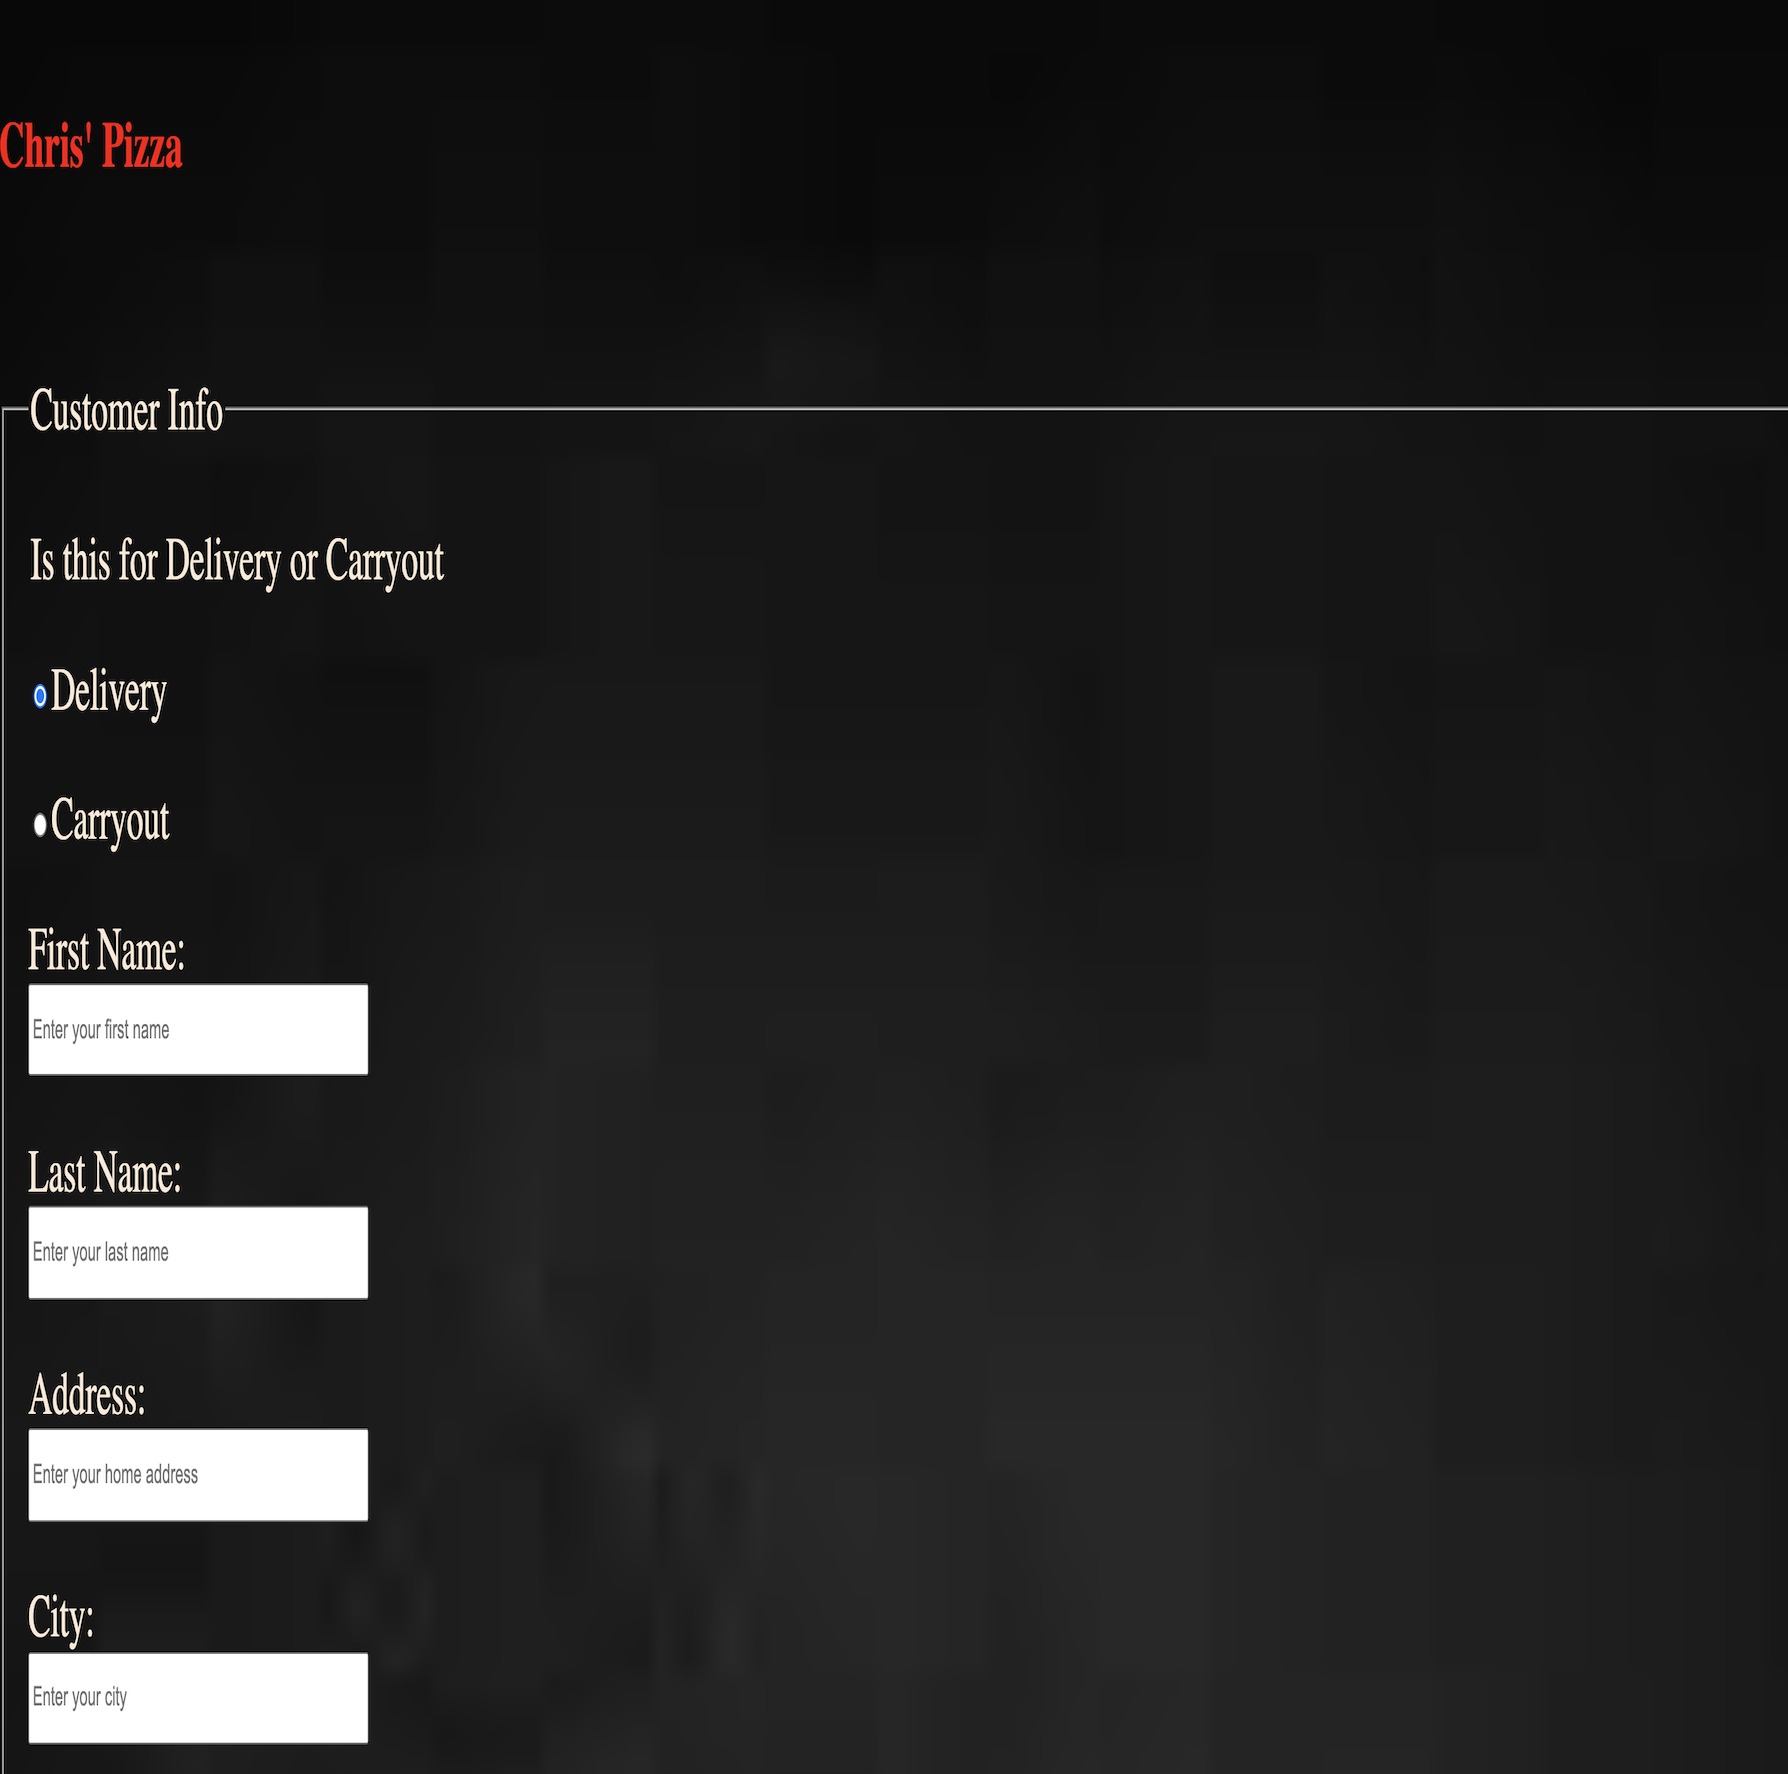 Chris' Pizza
Customer Info
Is this for Delivery or Carryout
Delivery
Carryout
First Name:
Enter your first name
Last Name:
Enter your last name
Address:
Enter your home address
City:
Enter your city